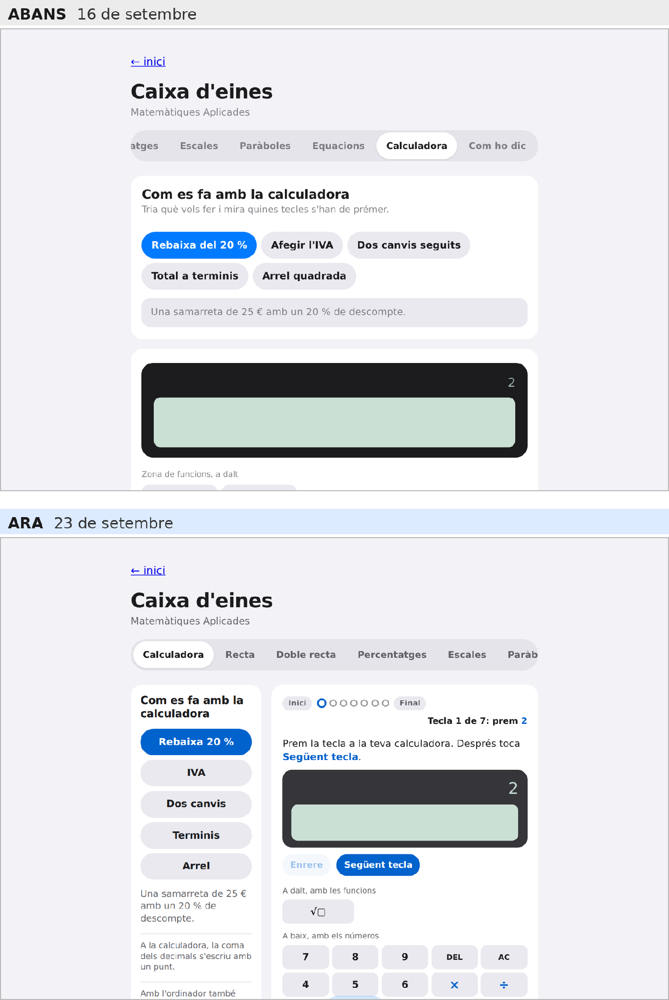 ABANS 16 de setembre
← inici
Caixa d'eines
Matemàtiques Aplicades
atges Escales Paràboles Equacions Calculadora Com ho dic
Com es fa amb la calculadora
Tria què vols fer i mira quines tecles s'han de prémer.
Rebaixa del 20 % Afegir l'IVA Dos canvis seguits
Total a terminis Arrel quadrada
Una samarreta de 25 € amb un 20 % de descompte.
2
Zona de funcions, a dalt
ARA 23 de setembre
← inici
Caixa d'eines
Matemàtiques Aplicades
Calculadora Recta Doble recta Percentatges Escales Paràb
Com es fa amb la
calculadora
Rebaixa 20 %
IVA
Dos canvis
Terminis
Arrel
Una samarreta de 25 €
amb un 20 % de
descompte.
A la calculadora, la coma
dels decimals s'escriu amb
un punt.
Amb l'ordinador també
Inici Final
Tecla 1 de 7: prem 2
Prem la tecla a la teva calculadora. Després toca
Següent tecla.
2
Enrere Següent tecla
A dalt, amb les funcions
√▢
A baix, amb els números
7 8 9 DEL AC
4 5 6 × ÷